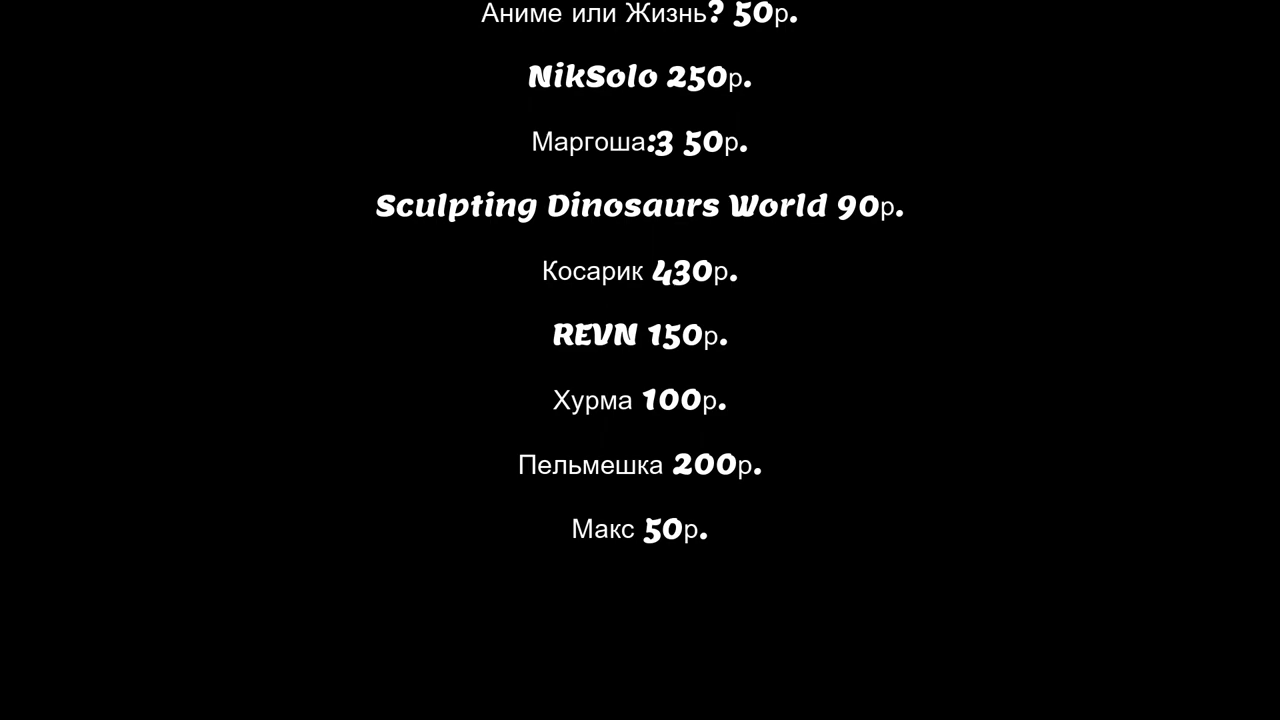 Аниме или Жизнь? 50р.
NikSolo 250р.
Маргоша:3 50р.
Sculpting Dinosaurs World 90р.
Косарик 430р.
REVN 150р.
Хурма 100р.
Пельмешка 200р.
Макс 50р.